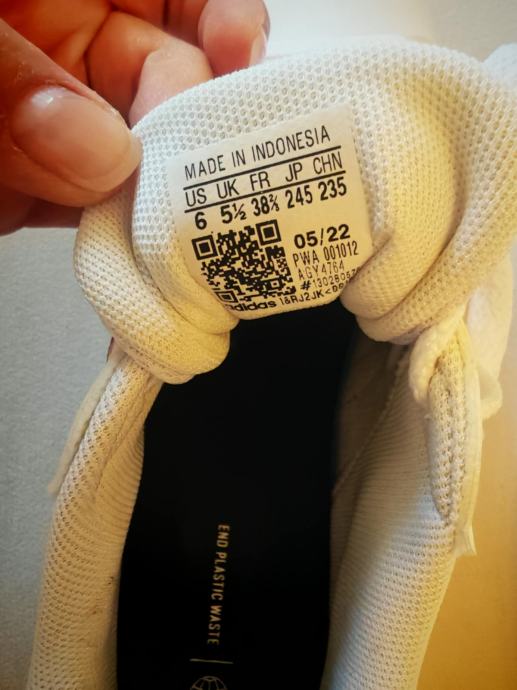 MADE IN INDONESIA
US UK FR JP CHN
6 5½ 38⅔ 245 235
05/22
PWA 001012
AGY4764
adidas
END PLASTIC WASTE